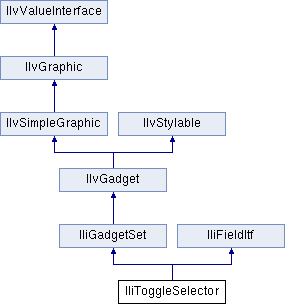 IlvValueInterface
IlvGraphic
IlvSimpleGraphic IlvStylable
IlvGadget
IliGadgetSet IliFieldItf
IliToggleSelector